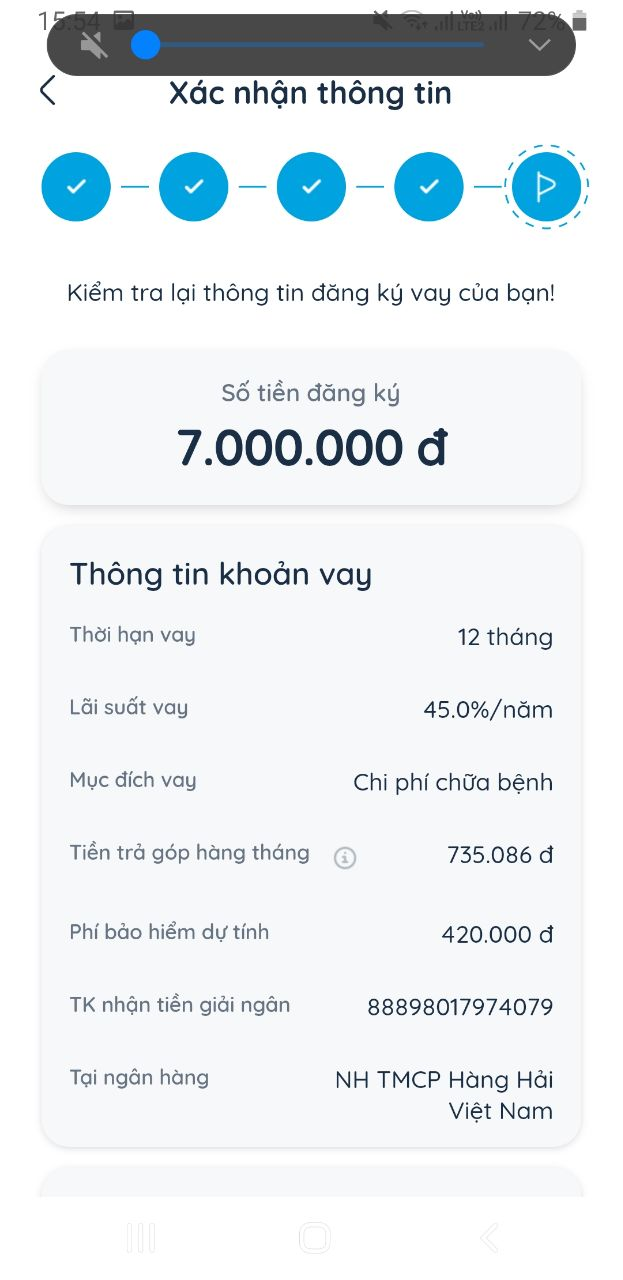 15:54
72%
Xác nhận thông tin
Kiểm tra lại thông tin đăng ký vay của bạn!
Số tiền đăng ký
7.000.000 đ
Thông tin khoản vay
Thời hạn vay 12 tháng
Lãi suất vay 45.0%/năm
Mục đích vay Chi phí chữa bệnh
Tiền trả góp hàng tháng 735.086 đ
Phí bảo hiểm dự tính 420.000 đ
TK nhận tiền giải ngân 88898017974079
Tại ngân hàng NH TMCP Hàng Hải
Việt Nam